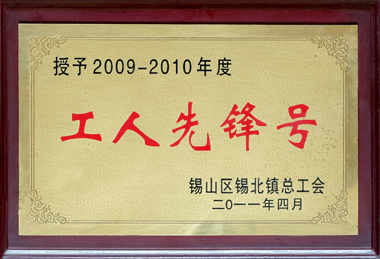 授予2009-2010年度
工人先锋号
锡山区锡北镇总工会
二〇一一年四月